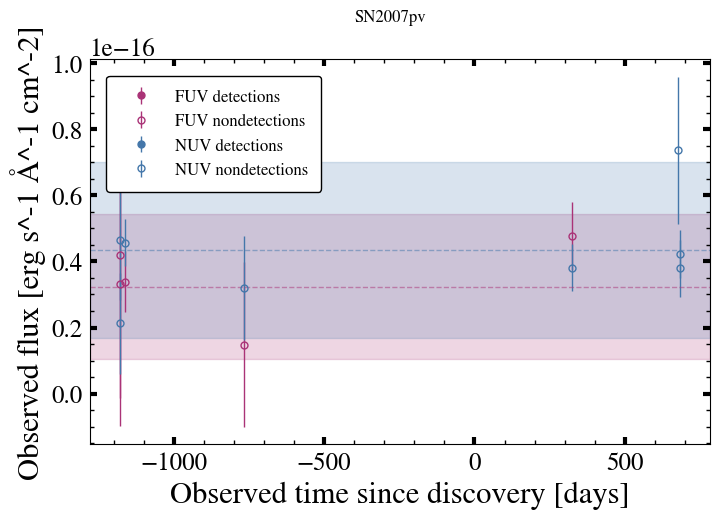 SN2007pv
1e−16
1.0
0.8
0.6
0.4
0.2
0.0
Observed flux [erg s^-1 Å^-1 cm^-2]
FUV detections
FUV nondetections
NUV detections
NUV nondetections
−1000
−500
0
500
Observed time since discovery [days]